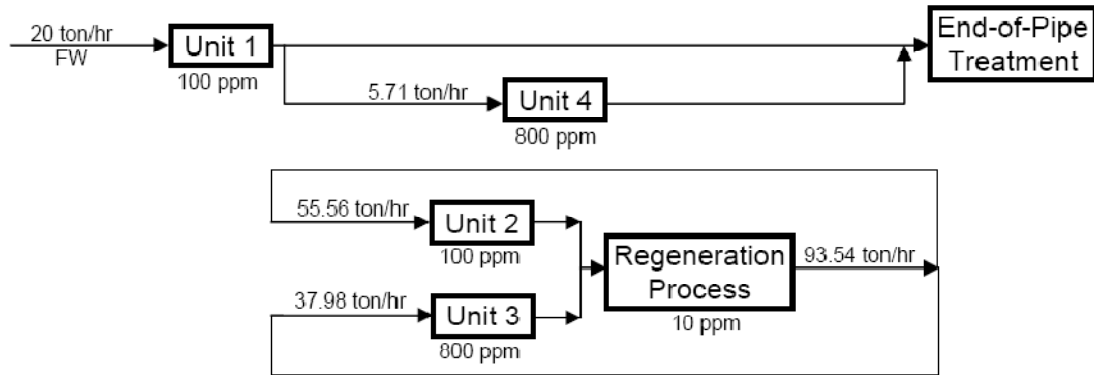 20 ton/hr
FW
Unit 1
100 ppm
End-of-Pipe
Treatment
5.71 ton/hr
Unit 4
800 ppm
55.56 ton/hr
Unit 2
100 ppm
Regeneration
Process
10 ppm
93.54 ton/hr
37.98 ton/hr
Unit 3
800 ppm